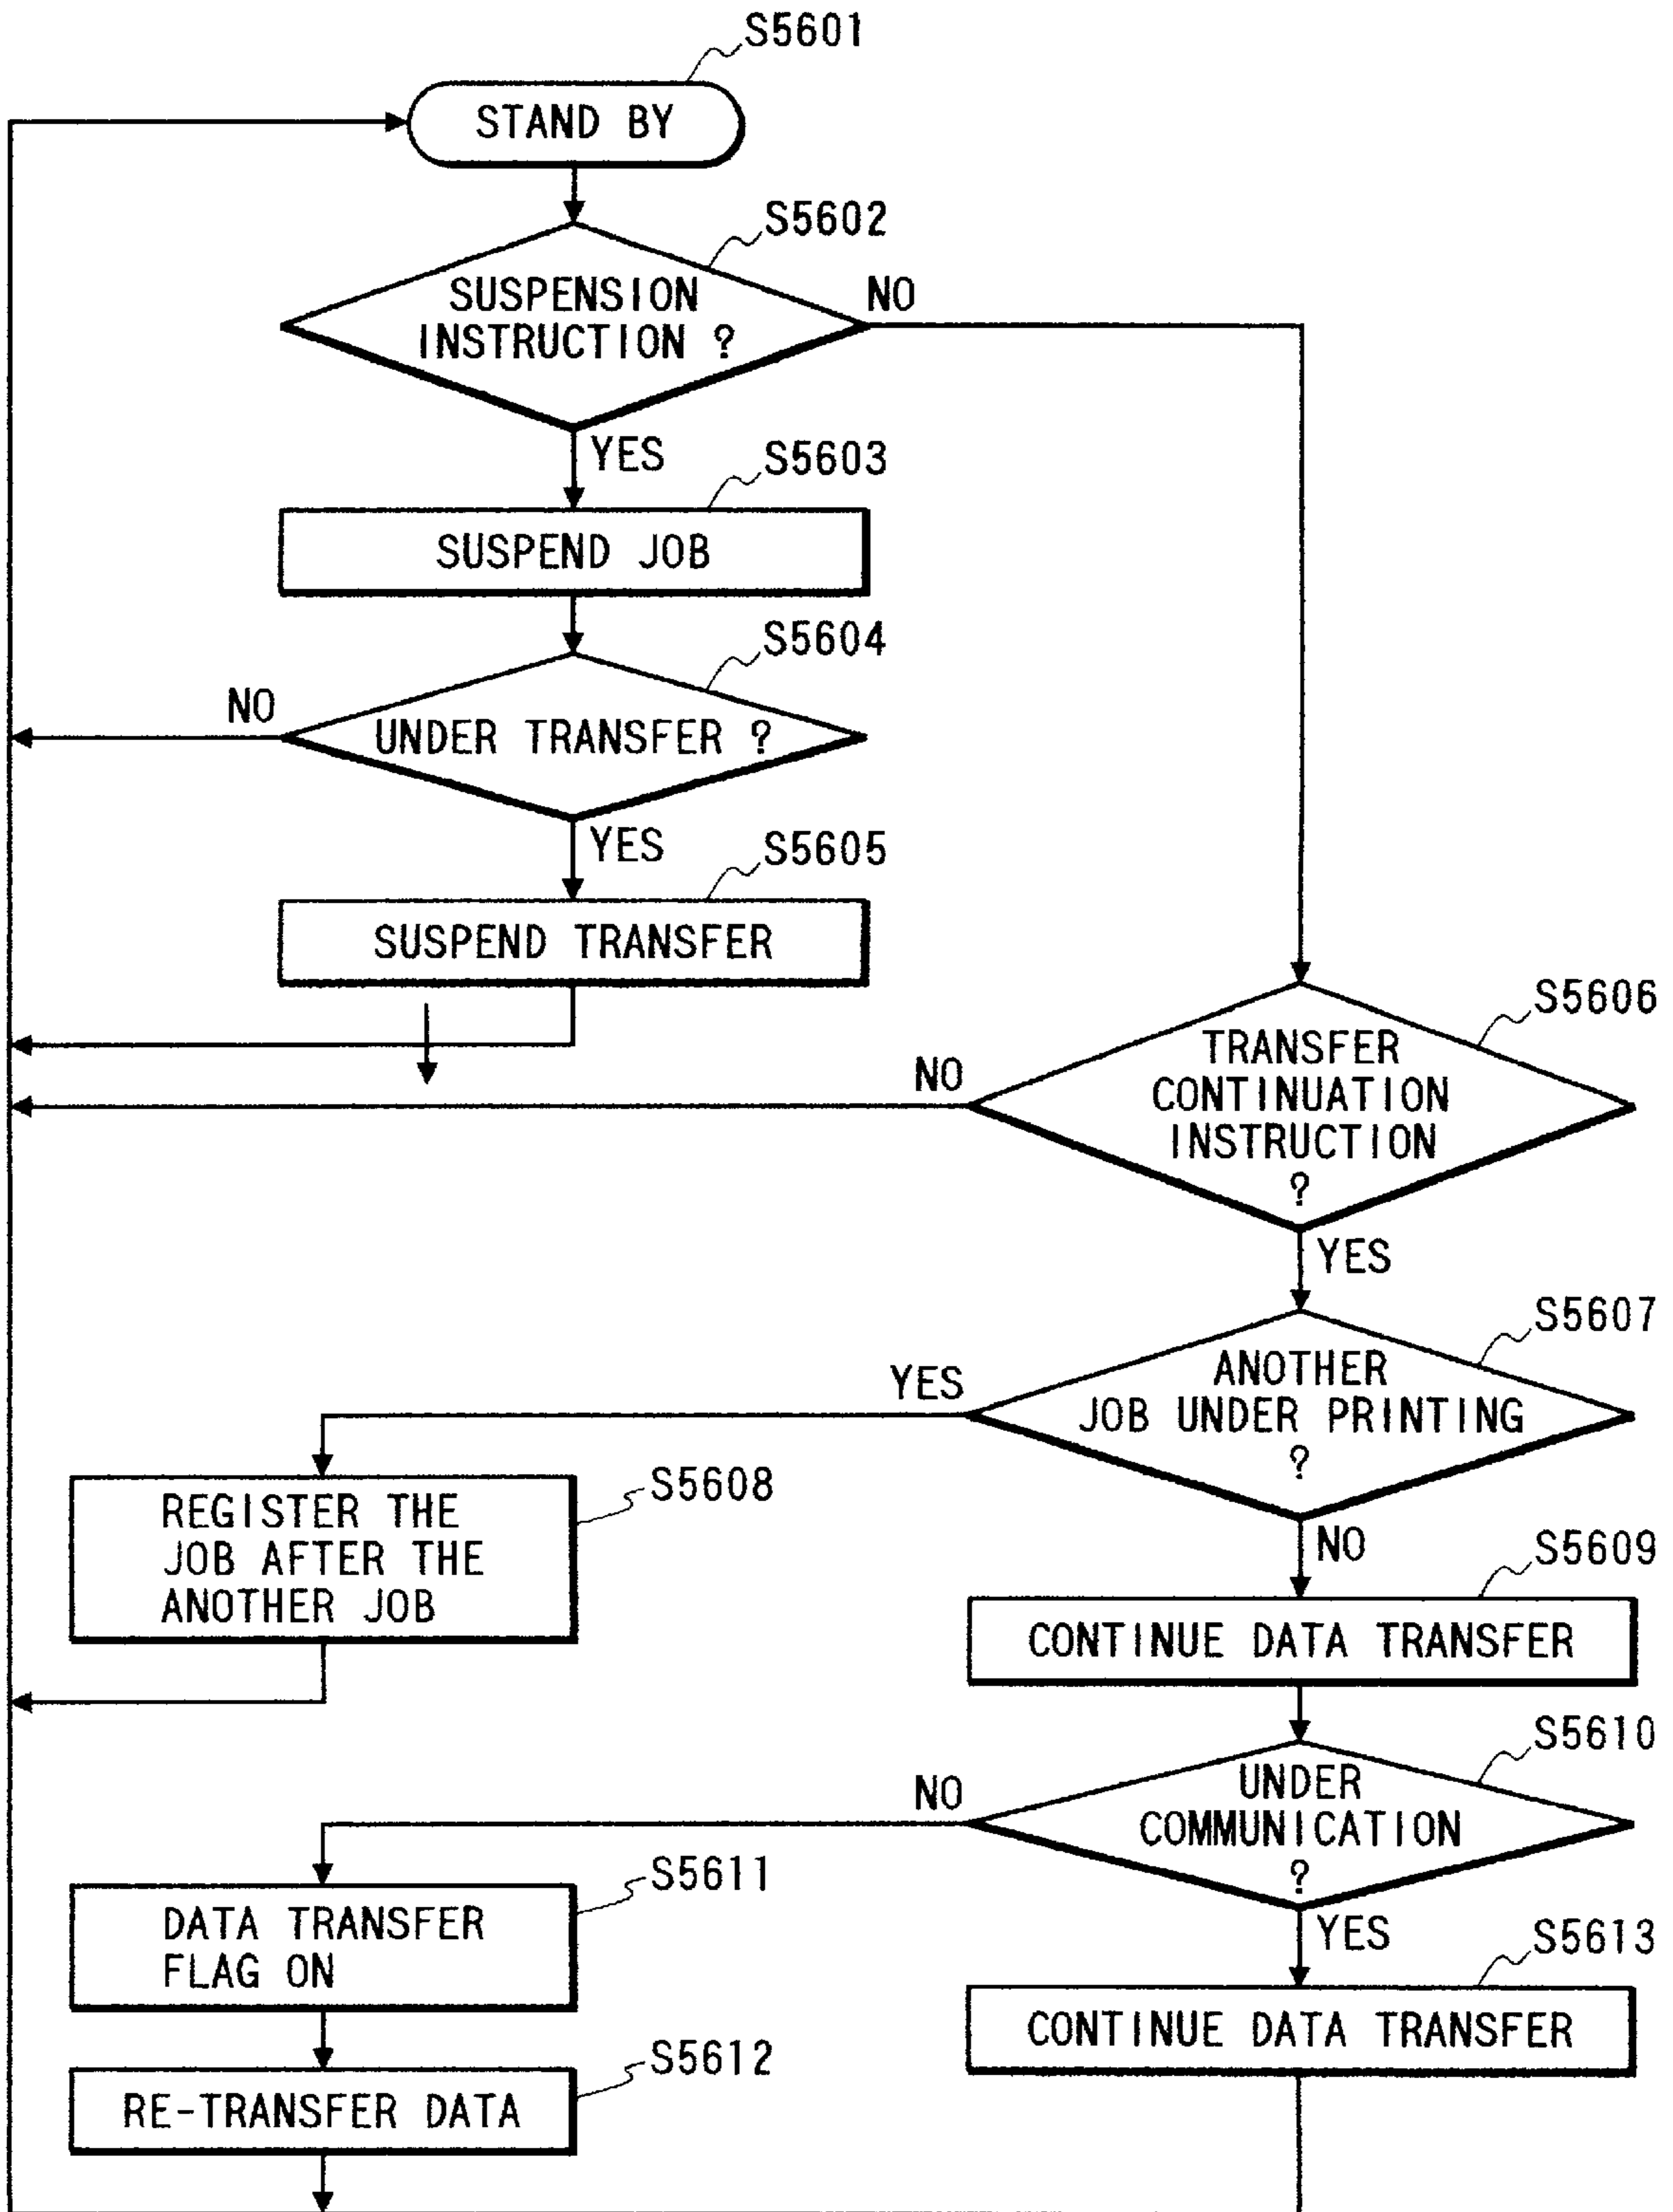 S5601
STAND BY
S5602
SUSPENSION
INSTRUCTION ?
NO
YES
S5603
SUSPEND JOB
S5604
NO
UNDER TRANSFER ?
YES
S5605
SUSPEND TRANSFER
S5606
TRANSFER
CONTINUATION
INSTRUCTION
?
NO
YES
S5607
ANOTHER
JOB UNDER PRINTING
?
YES
S5608
REGISTER THE
JOB AFTER THE
ANOTHER JOB
NO
S5609
CONTINUE DATA TRANSFER
S5610
UNDER
COMMUNICATION
?
NO
S5611
DATA TRANSFER
FLAG ON
YES
S5613
CONTINUE DATA TRANSFER
S5612
RE-TRANSFER DATA